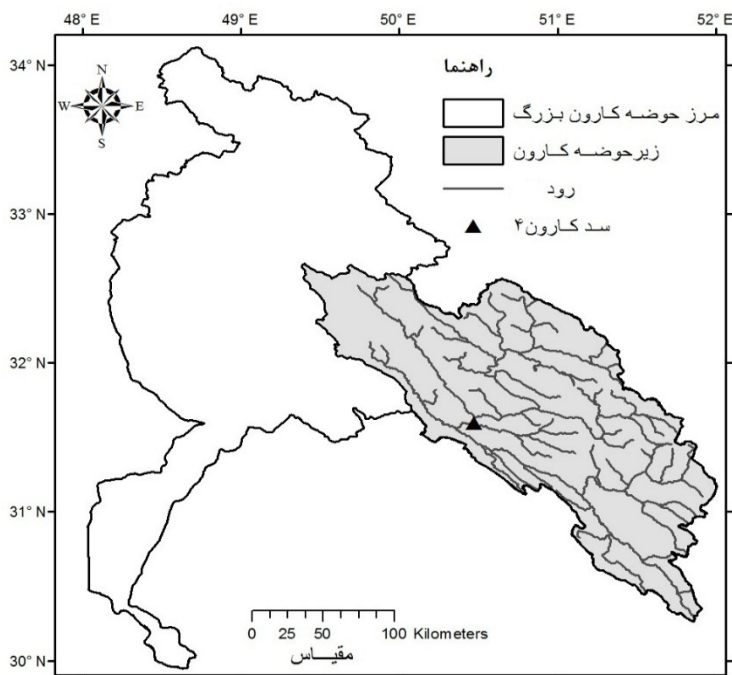 48° E 49° E 50° E 51° E 52° E
34° N
33° N
32° N
31° N
30° N
N
W E
S
راهنما
مرز حوضه کارون بزرگ
زیرحوضه کارون
رود
سد کارون۴
0 25 50 100 Kilometers
مقیاس